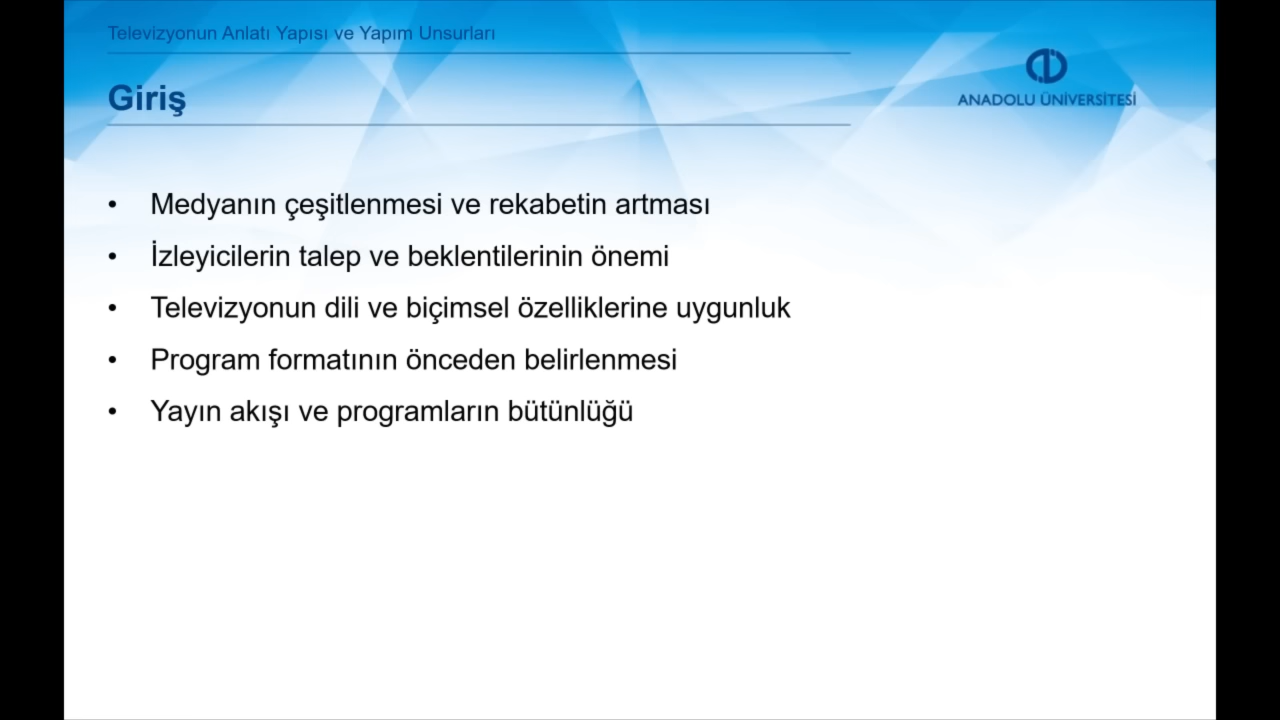 Televizyonun Anlatı Yapısı ve Yapım Unsurları
Giriş
ANADOLU ÜNİVERSİTESİ
• Medyanın çeşitlenmesi ve rekabetin artması
• İzleyicilerin talep ve beklentilerinin önemi
• Televizyonun dili ve biçimsel özelliklerine uygunluk
• Program formatının önceden belirlenmesi
• Yayın akışı ve programların bütünlüğü